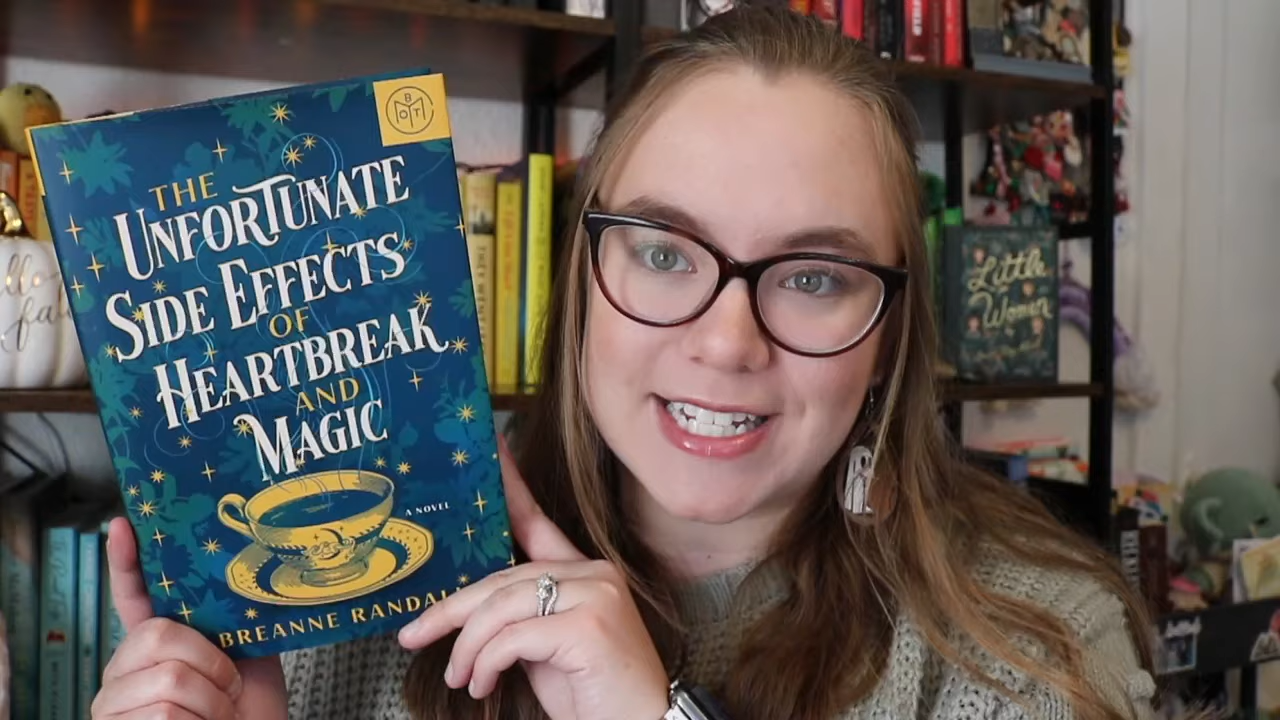 BOTM
THE
UNFORTUNATE
SIDE EFFECTS
OF
HEARTBREAK
AND
MAGIC
A NOVEL
BREANNE RANDAL
Little
Women